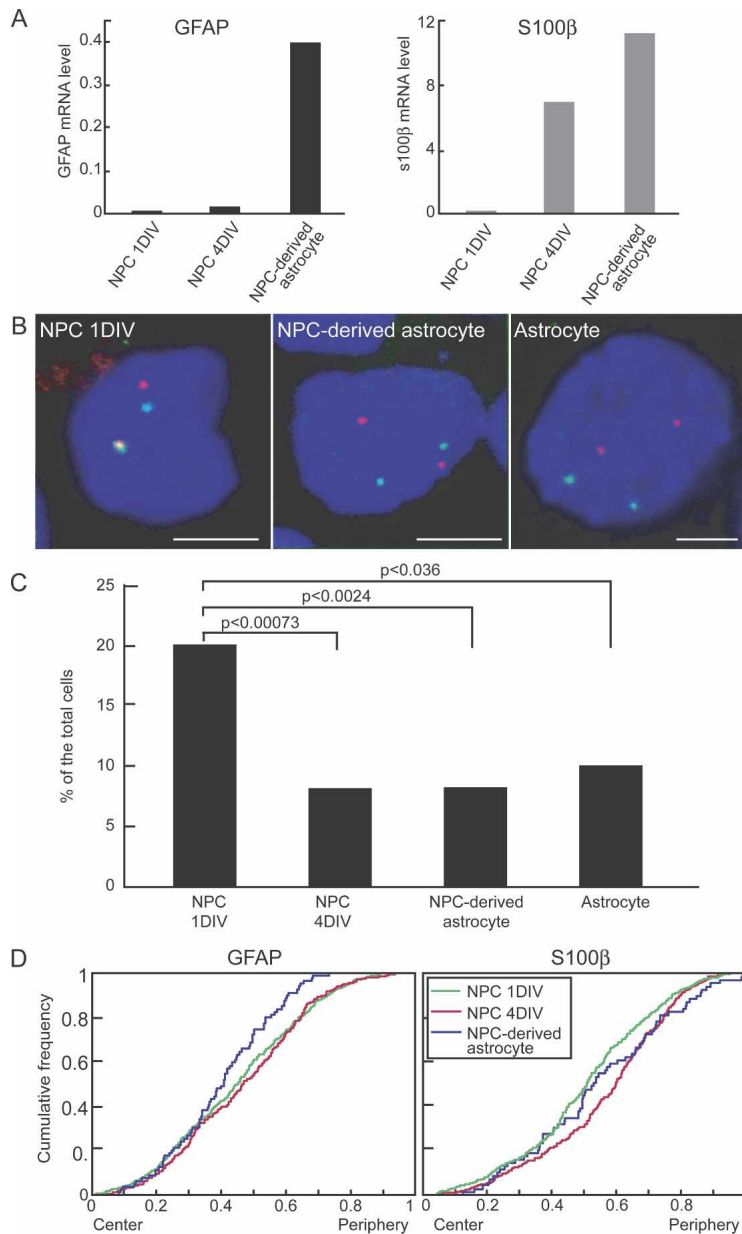 A
GFAP
GFAP mRNA level
0.4
0.3
0.2
0.1
0
NPC 1DIV
NPC 4DIV
NPC-derived
astrocyte
S100β
s100β mRNA level
12
8
4
0
NPC 1DIV
NPC 4DIV
NPC-derived
astrocyte
B
NPC 1DIV
NPC-derived astrocyte
Astrocyte
C
p<0.036
p<0.0024
p<0.00073
% of the total cells
25
20
15
10
5
0
NPC
1DIV
NPC
4DIV
NPC-derived
astrocyte
Astrocyte
D
GFAP
Cumulative frequency
1
0.8
0.6
0.4
0.
0
0
0.2
0.4
0.6
0.8
1
Center
Periphery
S100β
NPC 1DIV
NPC 4DIV
NPC-derived
astrocyte
0
0.2
0.4
0.6
0.8
Center
Periphery